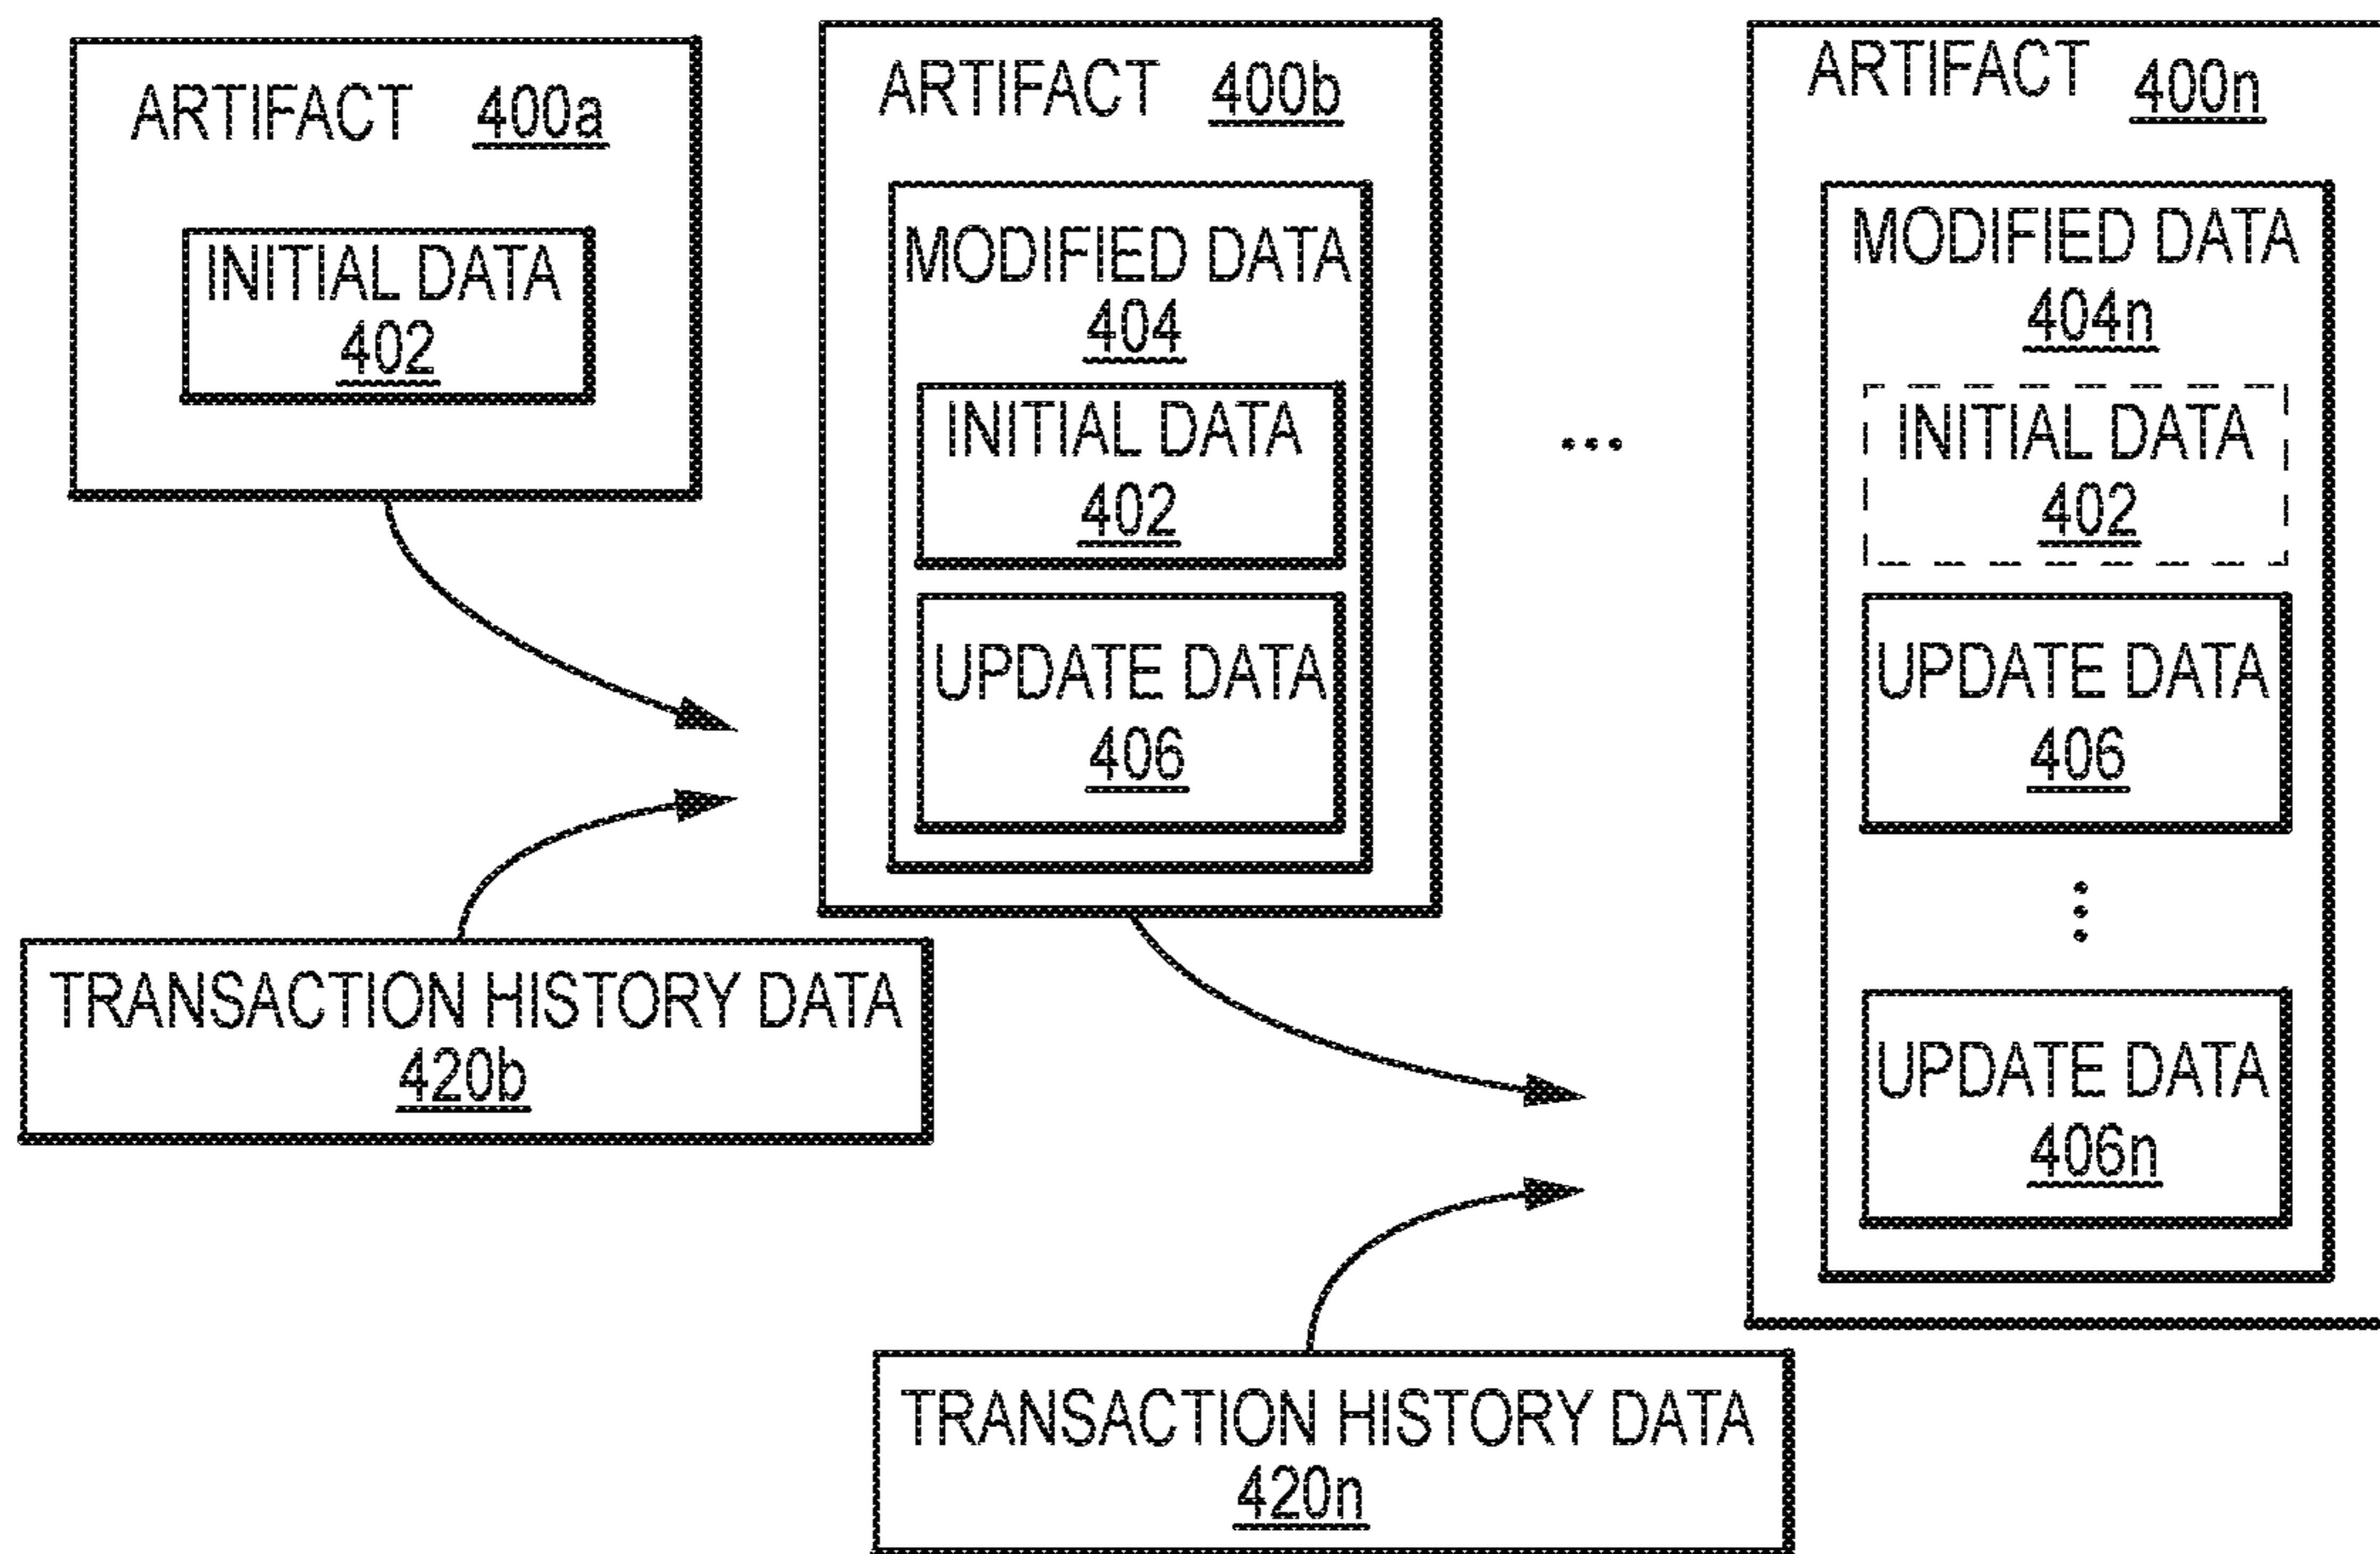 ARTIFACT 400a
INITIAL DATA
402
ARTIFACT 400b
MODIFIED DATA
404
INITIAL DATA
402
UPDATE DATA
406
...
ARTIFACT 400n
MODIFIED DATA
404n
INITIAL DATA
402
UPDATE DATA
406
UPDATE DATA
406n
TRANSACTION HISTORY DATA
420b
TRANSACTION HISTORY DATA
420n